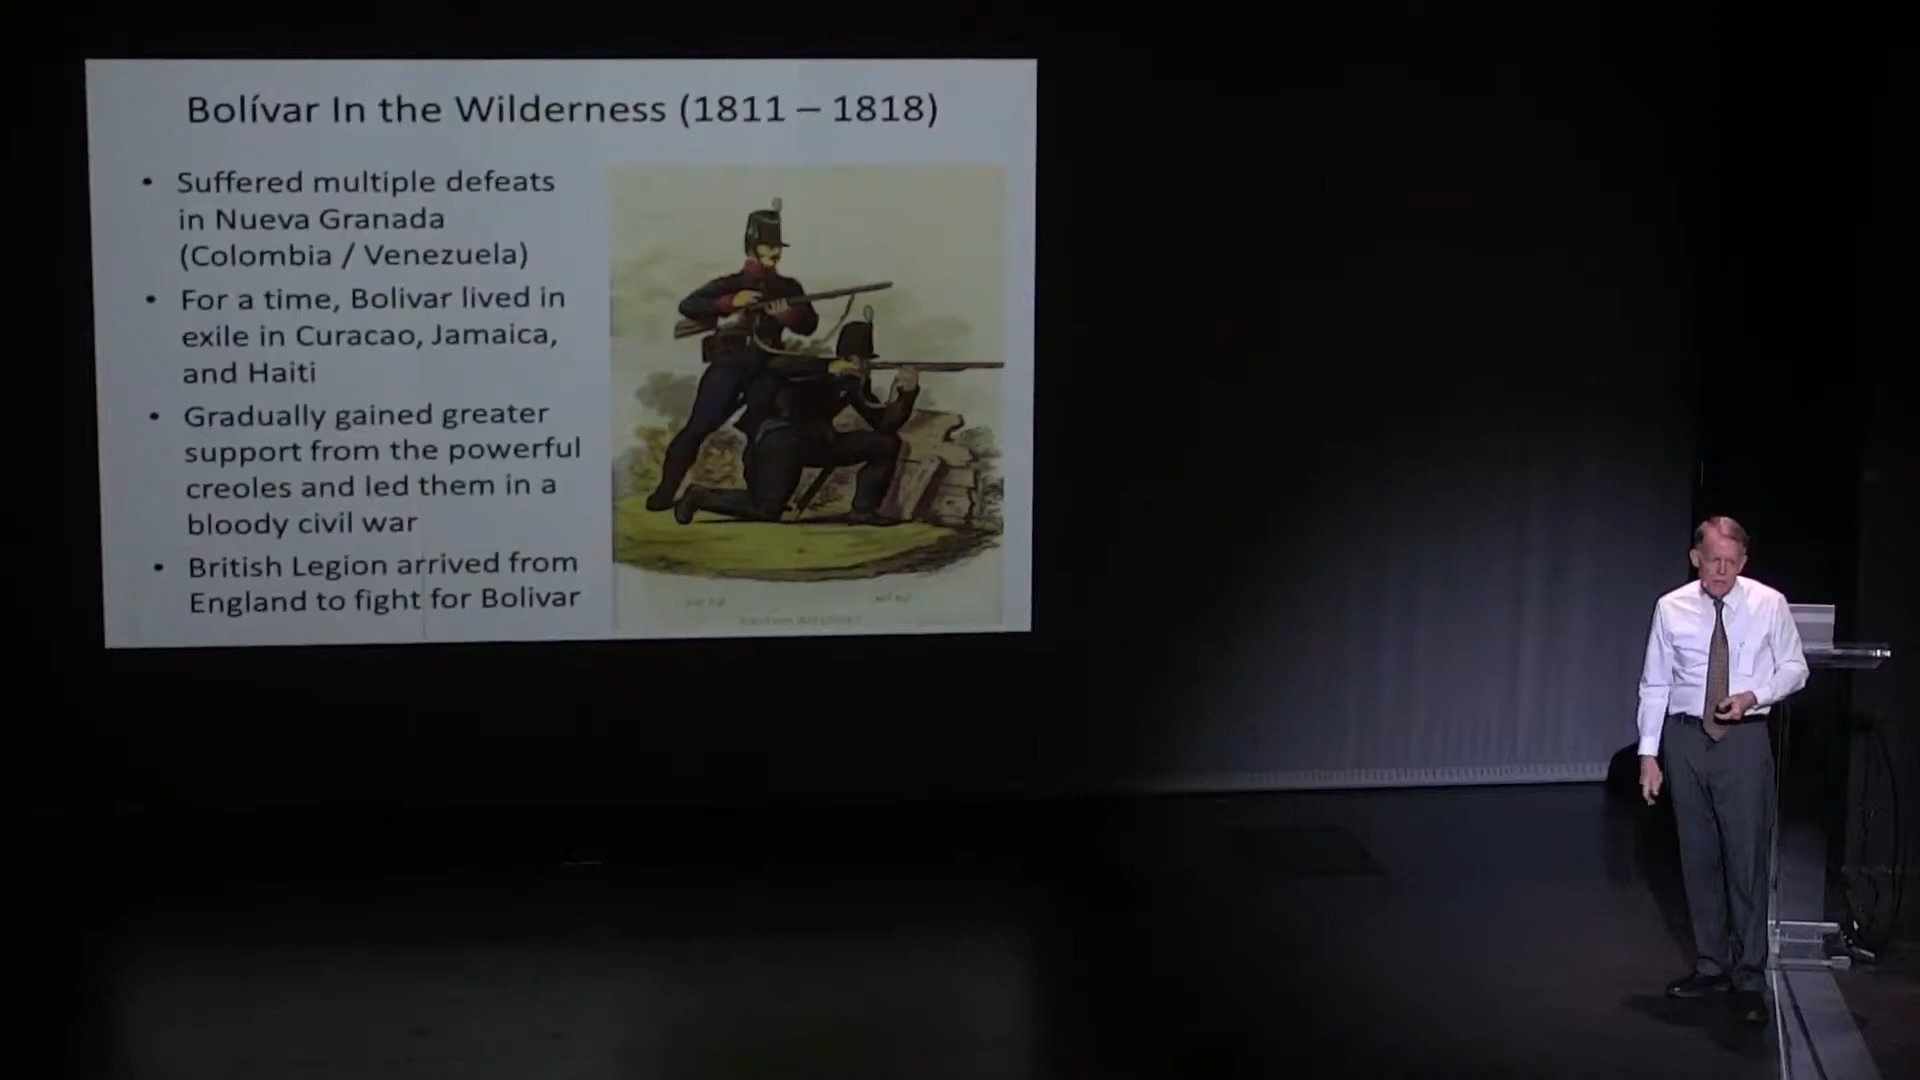 Bolívar In the Wilderness (1811 – 1818)
• Suffered multiple defeats
in Nueva Granada
(Colombia / Venezuela)
• For a time, Bolivar lived in
exile in Curacao, Jamaica,
and Haiti
• Gradually gained greater
support from the powerful
creoles and led them in a
bloody civil war
• British Legion arrived from
England to fight for Bolivar